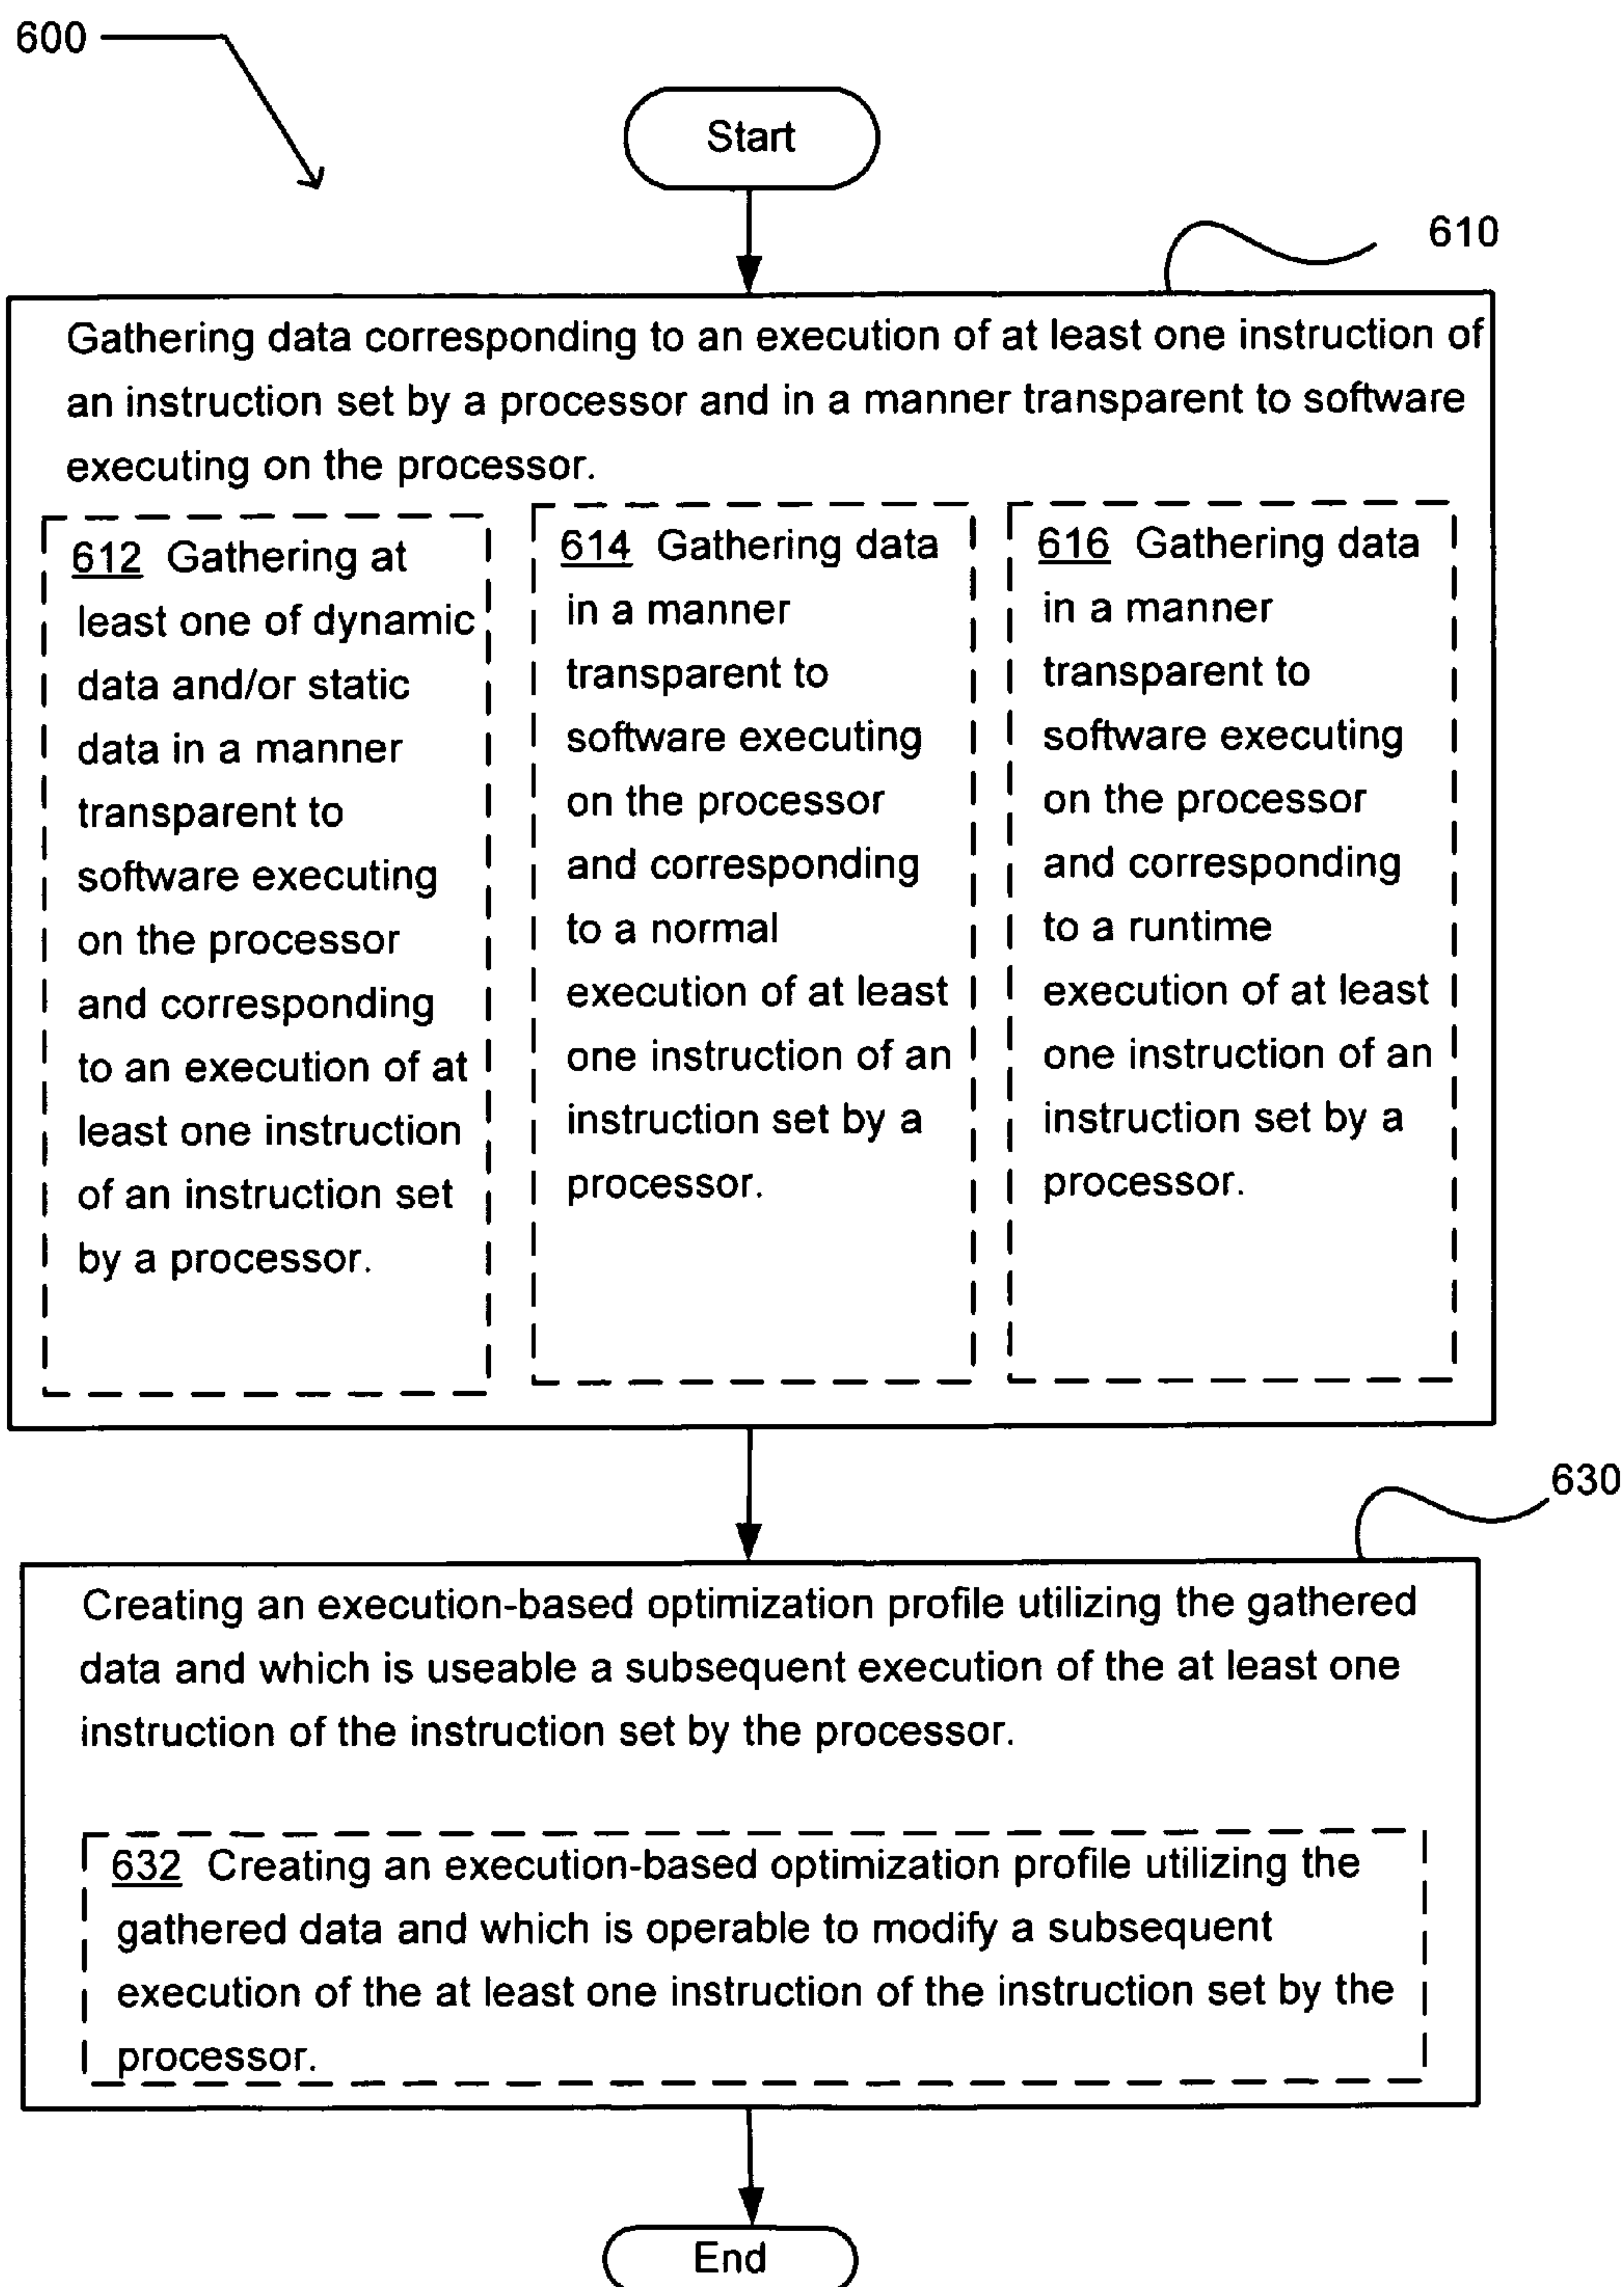 600
Start
610
Gathering data corresponding to an execution of at least one instruction of
an instruction set by a processor and in a manner transparent to software
executing on the processor.
612 Gathering at
least one of dynamic
data and/or static
data in a manner
transparent to
software executing
on the processor
and corresponding
to an execution of at
least one instruction
of an instruction set
by a processor.
614 Gathering data
in a manner
transparent to
software executing
on the processor
and corresponding
to a normal
execution of at least
one instruction of an
instruction set by a
processor.
616 Gathering data
in a manner
transparent to
software executing
on the processor
and corresponding
to a runtime
execution of at least
one instruction of an
instruction set by a
processor.
630
Creating an execution-based optimization profile utilizing the gathered
data and which is useable a subsequent execution of the at least one
instruction of the instruction set by the processor.
632 Creating an execution-based optimization profile utilizing the
gathered data and which is operable to modify a subsequent
execution of the at least one instruction of the instruction set by the
processor.
End